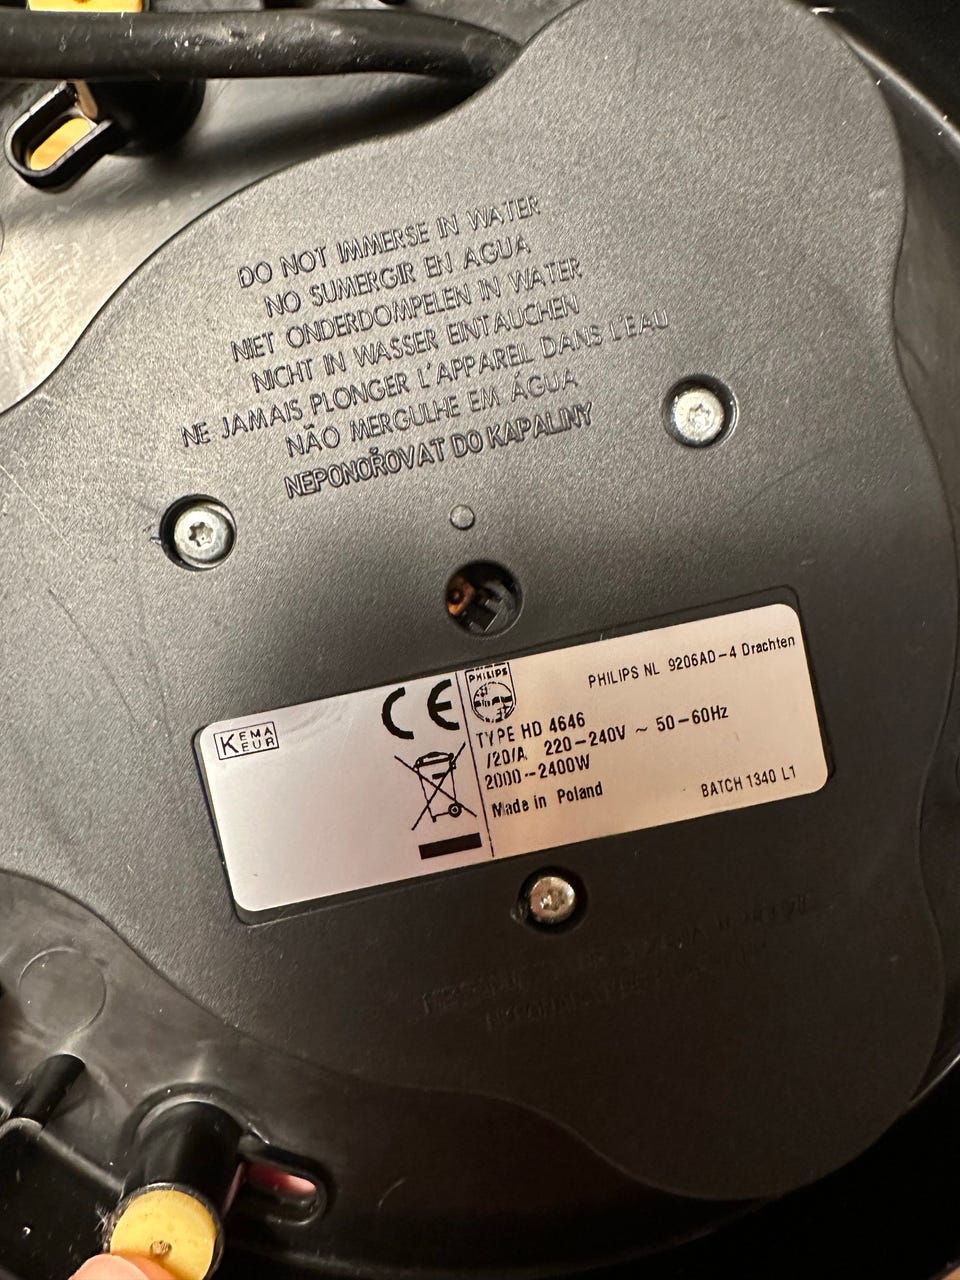 DO NOT IMMERSE IN WATER
NO SUMERGIR EN AGUA
NIET ONDERDOMPELEN IN WATER
NICHT IN WASSER EINTAUCHEN
NE JAMAIS PLONGER L'APPAREIL DANS L'EAU
NÃO MERGULHE EM ÁGUA
NEPONOŘOVAT DO KAPALINY
KEMA
KEUR
CE
PHILIPS
PHILIPS NL 9206AD-4 Drachten
TYPE HD 4646
/20/A 220-240V ~ 50-60Hz
2000--2400W
Made in Poland
BATCH 1340 L1